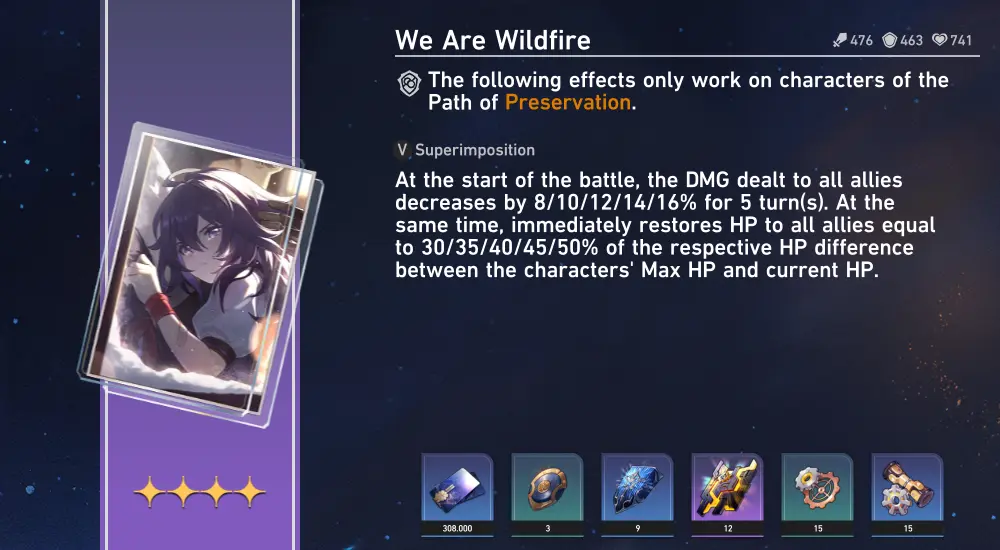 We Are Wildfire
476 463 741
The following effects only work on characters of the
Path of Preservation.
V Superimposition
At the start of the battle, the DMG dealt to all allies
decreases by 8/10/12/14/16% for 5 turn(s). At the
same time, immediately restores HP to all allies equal
to 30/35/40/45/50% of the respective HP difference
between the characters' Max HP and current HP.
308.000 3 9 12 15 15